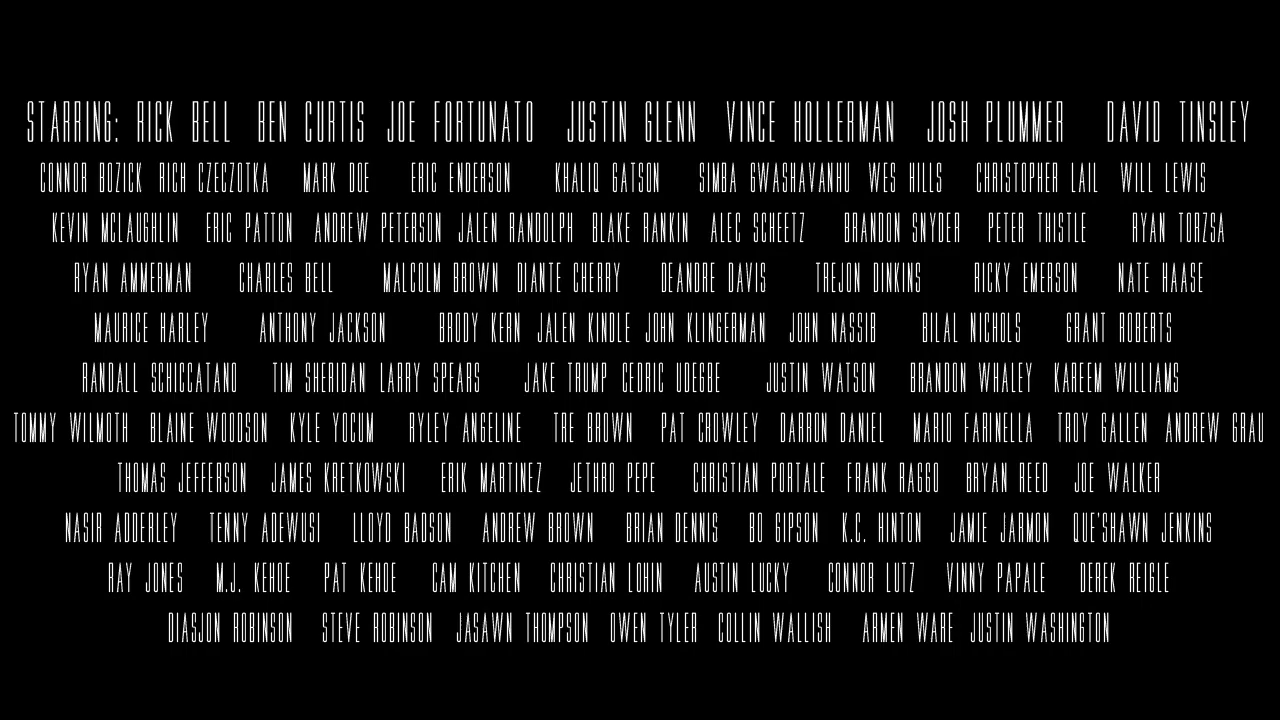 STARRING: RICK BELL BEN CURTIS JOE FORTUNATO JUSTIN GLENN VINCE HOLLERMAN JOSH PLUMMER DAVID TINSLEY
CONNOR BOZICK RICH CZECZOTKA MARK DOE ERIC ENDERSON KHALIQ GATSON SIMBA GWASHAVANHU WES HILLS CHRISTOPHER LAIL WILL LEWIS
KEVIN MCLAUGHLIN ERIC PATTON ANDREW PETERSON JALEN RANDOLPH BLAKE RANKIN ALEC SCHEETZ BRANDON SNYDER PETER THISTLE RYAN TORZSA
RYAN AMMERMAN CHARLES BELL MALCOLM BROWN DIANTE CHERRY DEANDRE DAVIS TREJON DINKINS RICKY EMERSON NATE HAASE
MAURICE HARLEY ANTHONY JACKSON BRODY KERN JALEN KINDLE JOHN KLINGERMAN JOHN NASSIB BILAL NICHOLS GRANT ROBERTS
RANDALL SCHICCATANO TIM SHERIDAN LARRY SPEARS JAKE TRUMP CEDRIC UDEGBE JUSTIN WATSON BRANDON WHALEY KAREEM WILLIAMS
TOMMY WILMOTH BLAINE WOODSON KYLE YOCUM RYLEY ANGELINE TRE BROWN PAT CROWLEY DARRON DANIEL MARIO FARINELLA TROY GALLEN ANDREW GRAU
THOMAS JEFFERSON JAMES KRETKOWSKI ERIK MARTINEZ JETHRO PEPE CHRISTIAN PORTALE FRANK RAGGO BRYAN REED JOE WALKER
NASIR ADDERLEY TENNY ADEWUSI LLOYD BADSON ANDREW BROWN BRIAN DENNIS BO GIPSON K.C. HINTON JAMIE JARMON QUE'SHAWN JENKINS
RAY JONES M.J. KEHOE PAT KEHOE CAM KITCHEN CHRISTIAN LOHIN AUSTIN LUCKY CONNOR LUTZ VINNY PAPALE DEREK REIGLE
DIASJON ROBINSON STEVE ROBINSON JASAWN THOMPSON OWEN TYLER COLLIN WALLISH ARMEN WARE JUSTIN WASHINGTON